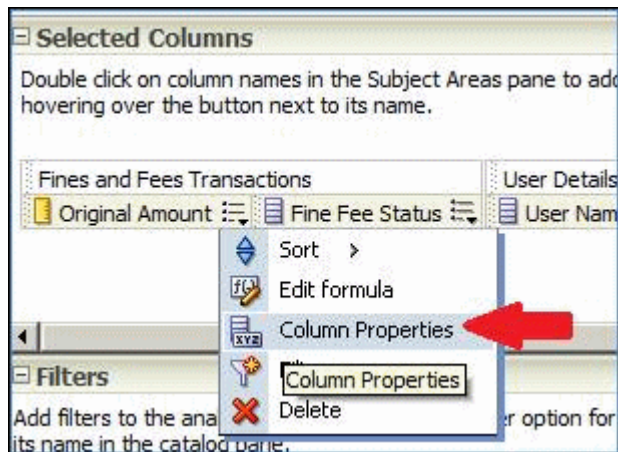 Selected Columns
Double click on column names in the Subject Areas pane to add
hovering over the button next to its name.
Fines and Fees Transactions
User Details
Original Amount
Fine Fee Status
User Nam
Sort
Edit formula
XYZ
Column Properties
Column Properties
Delete
Filters
Add filters to the ana
r option for
its name in the catalog pane.